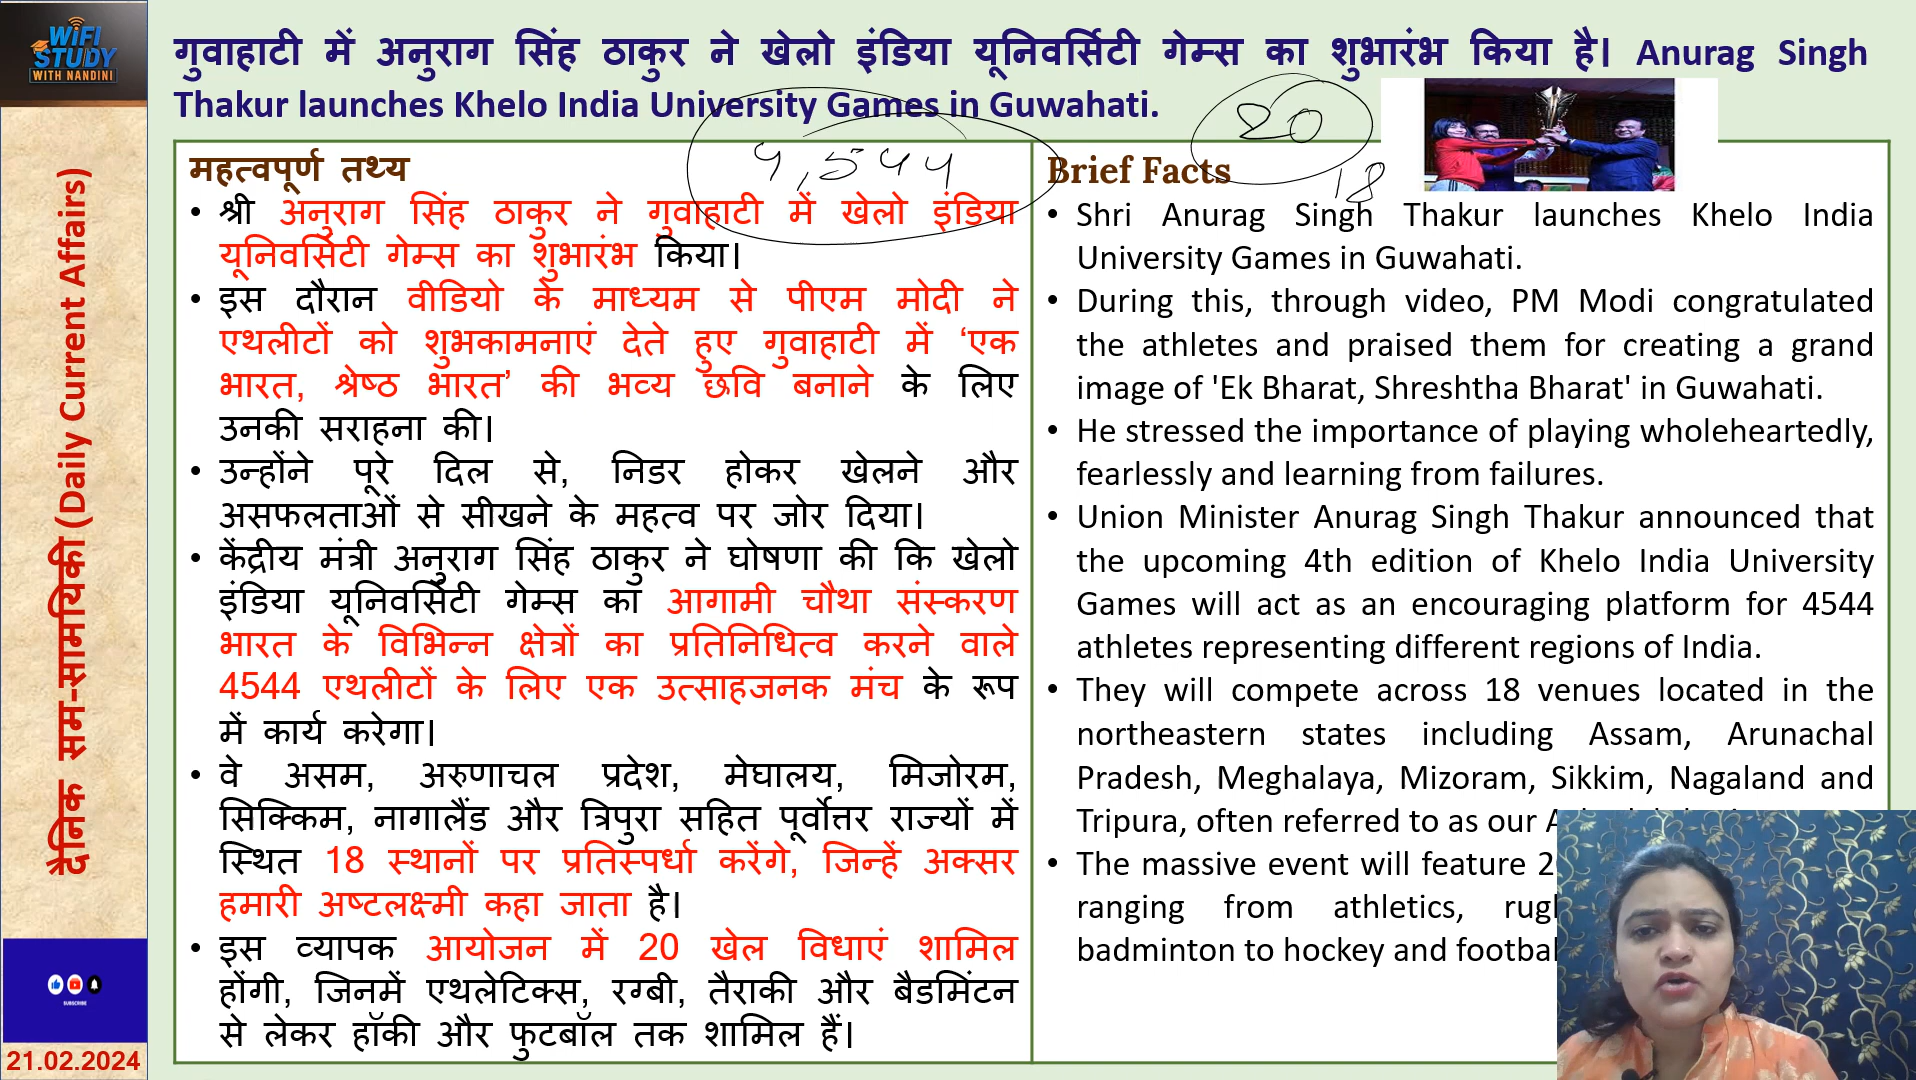 WiFi
STUDY
WITH NANDINI
दैनिक सम-सामयिकी (Daily Current Affairs)
SUBSCRIBE
21.02.2024
गुवाहाटी में अनुराग सिंह ठाकुर ने खेलो इंडिया यूनिवर्सिटी गेम्स का शुभारंभ किया है। Anurag Singh
Thakur launches Khelo India University Games in Guwahati.
4,544
20
18
महत्वपूर्ण तथ्य
• श्री अनुराग सिंह ठाकुर ने गुवाहाटी में खेलो इंडिया
यूनिवर्सिटी गेम्स का शुभारंभ किया।
• इस दौरान वीडियो के माध्यम से पीएम मोदी ने
एथलीटों को शुभकामनाएं देते हुए गुवाहाटी में ‘एक
भारत, श्रेष्ठ भारत’ की भव्य छवि बनाने के लिए
उनकी सराहना की।
• उन्होंने पूरे दिल से, निडर होकर खेलने और
असफलताओं से सीखने के महत्व पर जोर दिया।
• केंद्रीय मंत्री अनुराग सिंह ठाकुर ने घोषणा की कि खेलो
इंडिया यूनिवर्सिटी गेम्स का आगामी चौथा संस्करण
भारत के विभिन्न क्षेत्रों का प्रतिनिधित्व करने वाले
4544 एथलीटों के लिए एक उत्साहजनक मंच के रूप
में कार्य करेगा।
• वे असम, अरुणाचल प्रदेश, मेघालय, मिजोरम,
सिक्किम, नागालैंड और त्रिपुरा सहित पूर्वोत्तर राज्यों में
स्थित 18 स्थानों पर प्रतिस्पर्धा करेंगे, जिन्हें अक्सर
हमारी अष्टलक्ष्मी कहा जाता है।
• इस व्यापक आयोजन में 20 खेल विधाएं शामिल
होंगी, जिनमें एथलेटिक्स, रग्बी, तैराकी और बैडमिंटन
से लेकर हॉकी और फुटबॉल तक शामिल हैं।
Brief Facts
• Shri Anurag Singh Thakur launches Khelo India
University Games in Guwahati.
• During this, through video, PM Modi congratulated
the athletes and praised them for creating a grand
image of 'Ek Bharat, Shreshtha Bharat' in Guwahati.
• He stressed the importance of playing wholeheartedly,
fearlessly and learning from failures.
• Union Minister Anurag Singh Thakur announced that
the upcoming 4th edition of Khelo India University
Games will act as an encouraging platform for 4544
athletes representing different regions of India.
• They will compete across 18 venues located in the
northeastern states including Assam, Arunachal
Pradesh, Meghalaya, Mizoram, Sikkim, Nagaland and
Tripura, often referred to as our
• The massive event will feature
ranging from athletics,
badminton to hockey and